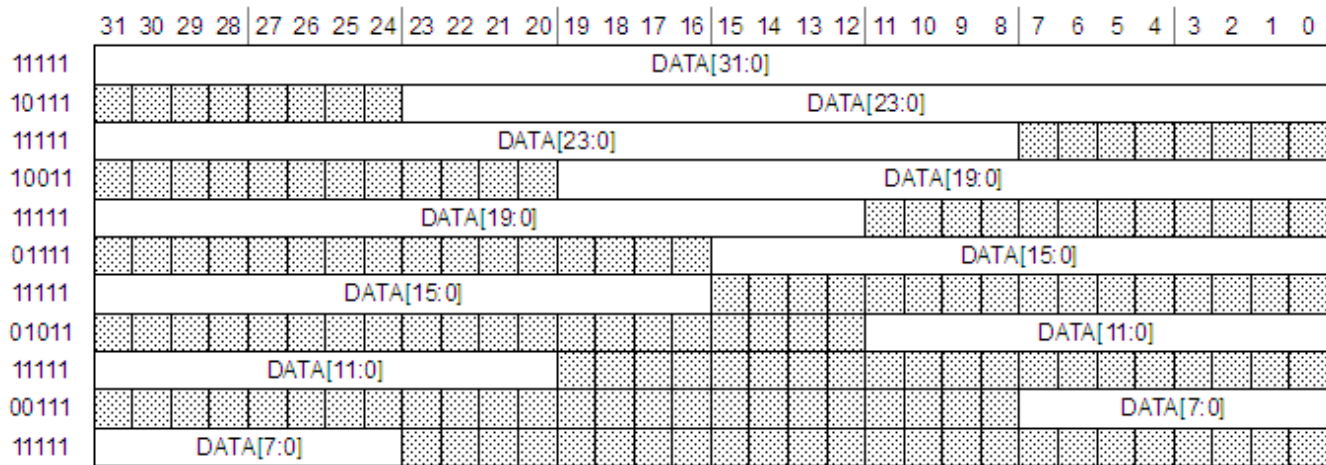 31 30 29 28 27 26 25 24 23 22 21 20 19 18 17 16 15 14 13 12 11 10 9 8 7 6 5 4 3 2 1 0
11111 DATA[31:0]
10111 DATA[23:0]
11111 DATA[23:0]
10011 DATA[19:0]
11111 DATA[19:0]
01111 DATA[15:0]
11111 DATA[15:0]
01011 DATA[11:0]
11111 DATA[11:0]
00111 DATA[7:0]
11111 DATA[7:0]